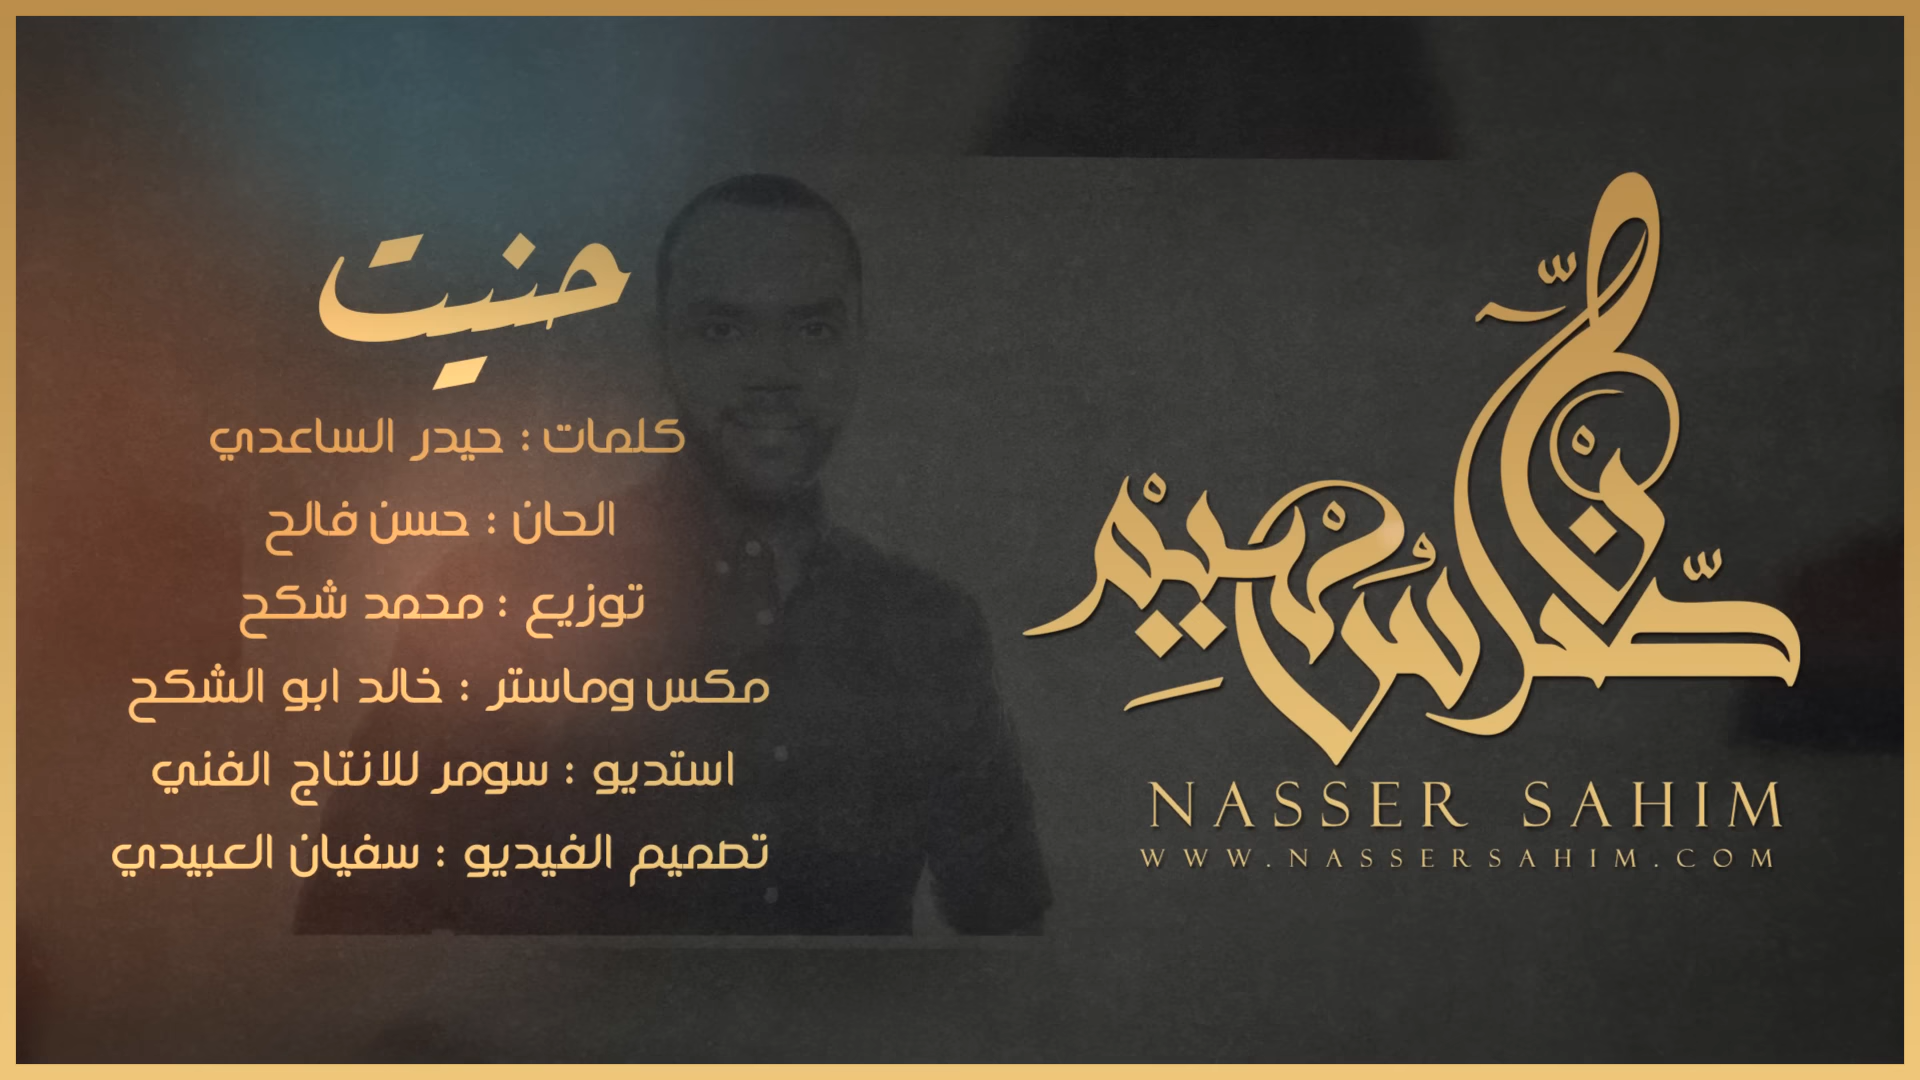 حنيت
كلمات : حيدر الساعدي
الحان : حسن فالح
توزيع : محمد شكح
مكس وماستر : خالد ابو الشكح
استديو : سومر للانتاج الفني
تصميم الفيديو : سفيان العبيدي
ناصر سهيم
NASSER SAHIM
WWW.NASSERSAHIM.COM